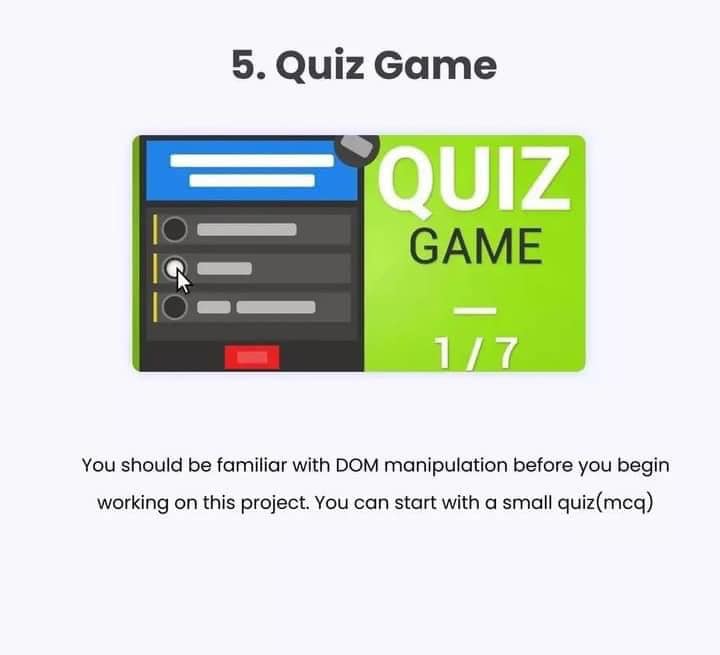 5. Quiz Game
QUIZ
GAME
1 / 7
You should be familiar with DOM manipulation before you begin
working on this project. You can start with a small quiz(mcq)